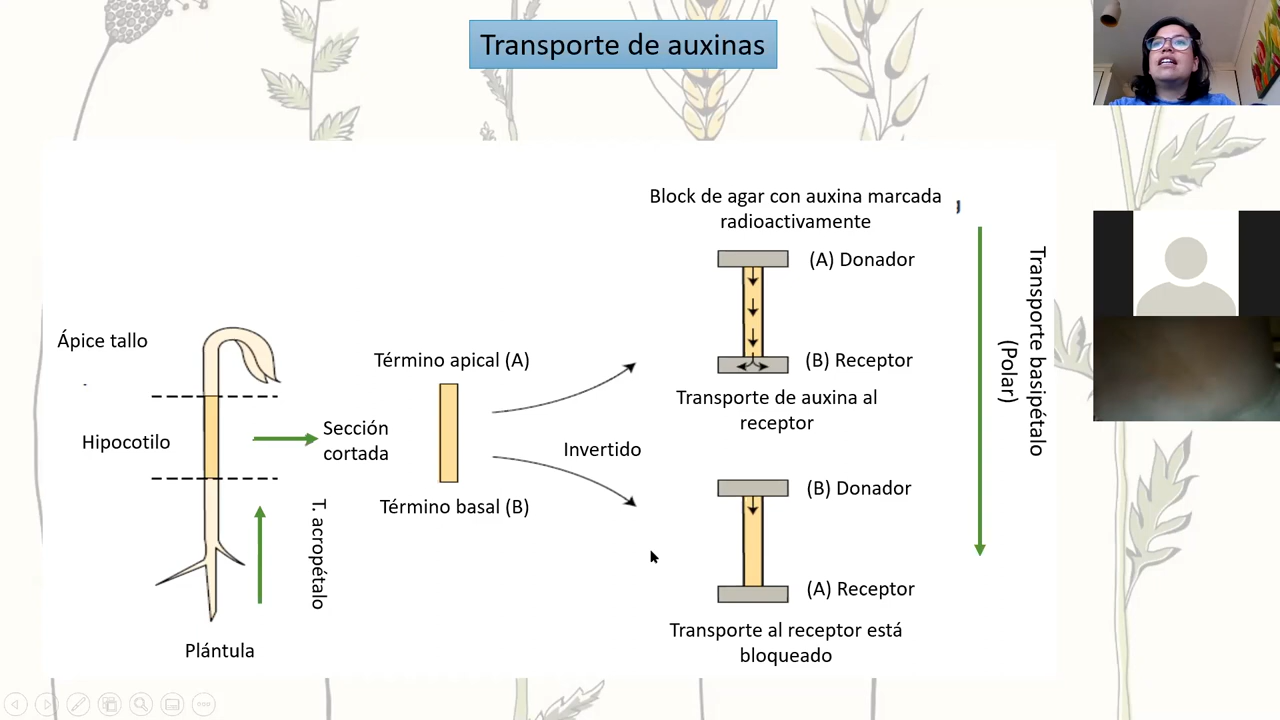 Transporte de auxinas
Block de agar con auxina marcada
radioactivamente
(A) Donador
(B) Receptor
Transporte de auxina al
receptor
Ápice tallo
Hipocotilo
Sección
cortada
T. acropétalo
Plántula
Término apical (A)
Término basal (B)
Invertido
(B) Donador
(A) Receptor
Transporte al receptor está
bloqueado
Transporte basipétalo
(Polar)